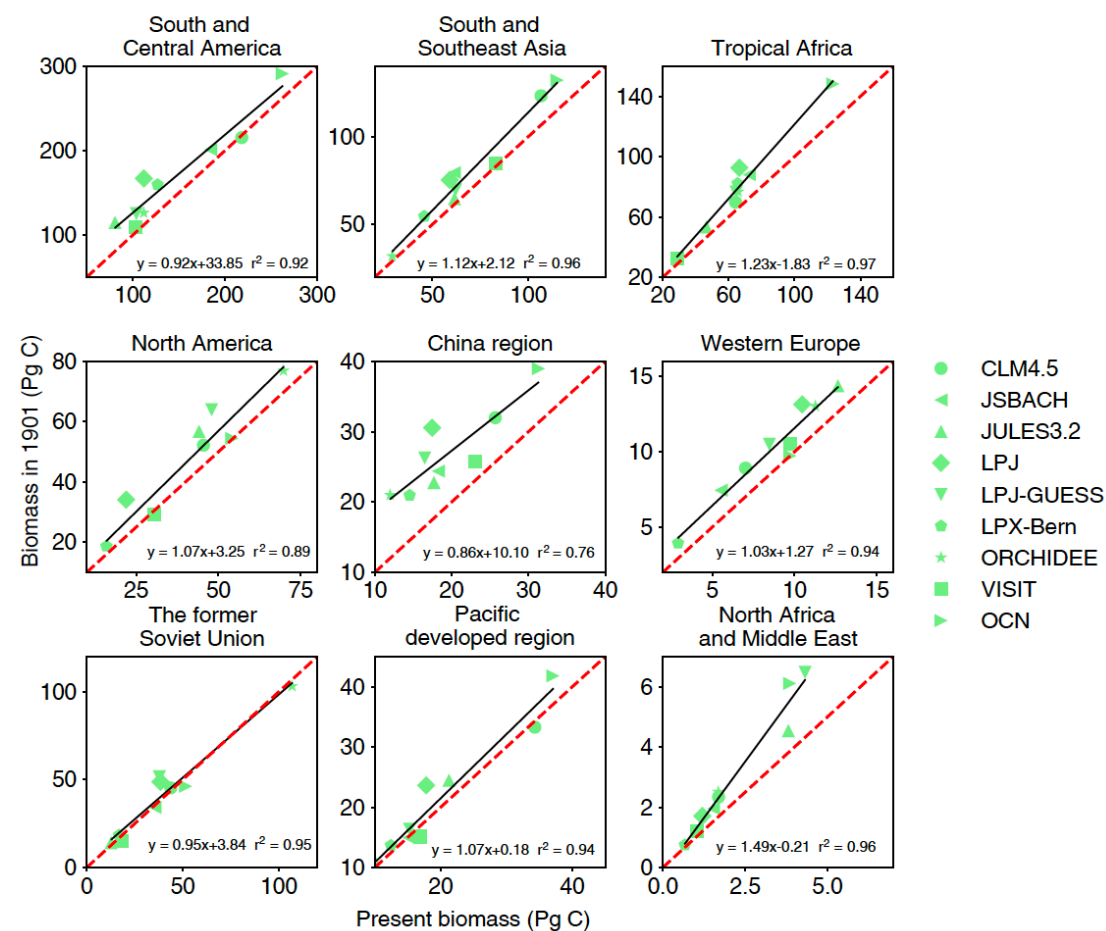 South and
Central America
South and
Southeast Asia
Tropical Africa
300
200
100
100
200
300
y = 0.92x+33.85 r² = 0.92
100
50
50
100
y = 1.12x+2.12 r² = 0.96
140
100
60
20
20
60
100
140
y = 1.23x-1.83 r² = 0.97
Biomass in 1901 (Pg C)
North America
China region
Western Europe
80
60
40
20
25
50
75
y = 1.07x+3.25 r² = 0.89
40
30
20
10
10
20
30
40
y = 0.86x+10.10 r² = 0.76
15
10
5
5
10
15
y = 1.03x+1.27 r² = 0.94
CLM4.5
JSBACH
JULES3.2
LPJ
LPJ-GUESS
LPX-Bern
ORCHIDEE
VISIT
OCN
The former
Soviet Union
Pacific
developed region
North Africa
and Middle East
100
50
0
0
50
100
y = 0.95x+3.84 r² = 0.95
40
30
20
10
20
40
y = 1.07x+0.18 r² = 0.94
6
4
2
0
0.0
2.5
5.0
y = 1.49x-0.21 r² = 0.96
Present biomass (Pg C)